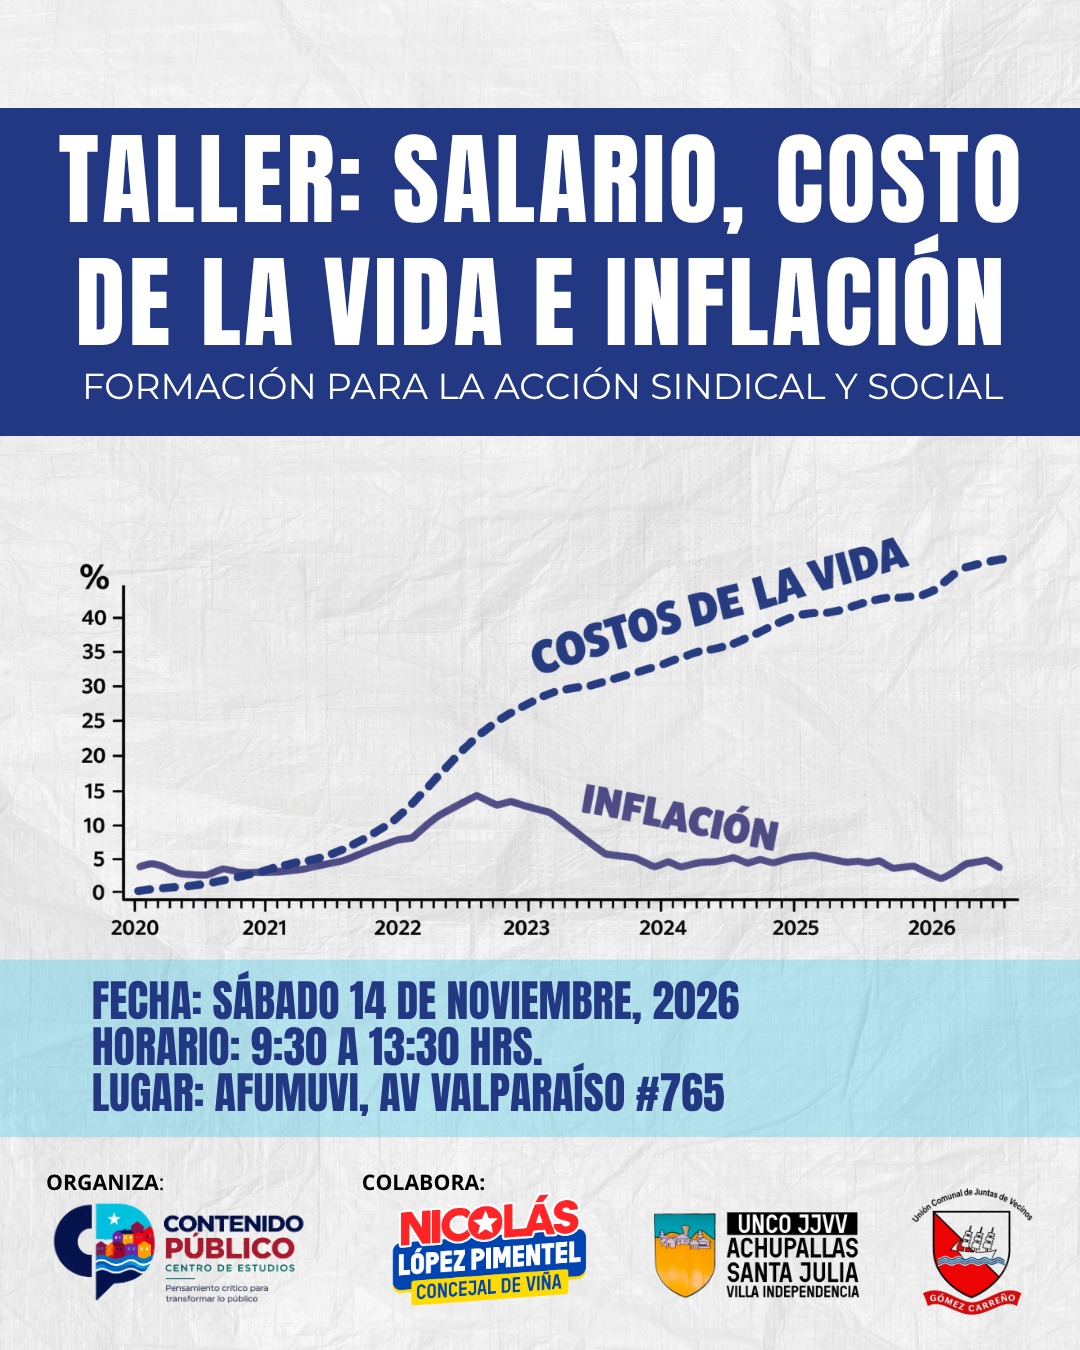 TALLER: SALARIO, COSTO
DE LA VIDA E INFLACIÓN
FORMACIÓN PARA LA ACCIÓN SINDICAL Y SOCIAL
%
COSTOS DE LA VIDA
INFLACIÓN
40
35
30
25
20
15
10
5
0
2020 2021 2022 2023 2024 2025 2026
FECHA: SÁBADO 14 DE NOVIEMBRE, 2026
HORARIO: 9:30 A 13:30 HRS.
LUGAR: AFUMUVI, AV VALPARAÍSO #765
ORGANIZA:
CONTENIDO
PÚBLICO
CENTRO DE ESTUDIOS
Pensamiento crítico para
transformar lo público
COLABORA:
NICOLÁS
LÓPEZ PIMENTEL
CONCEJAL DE VIÑA
UNCO JJVV
ACHUPALLAS
SANTA JULIA
VILLA INDEPENDENCIA
Unión Comunal de Juntas de Vecinos
GÓMEZ CARREÑO